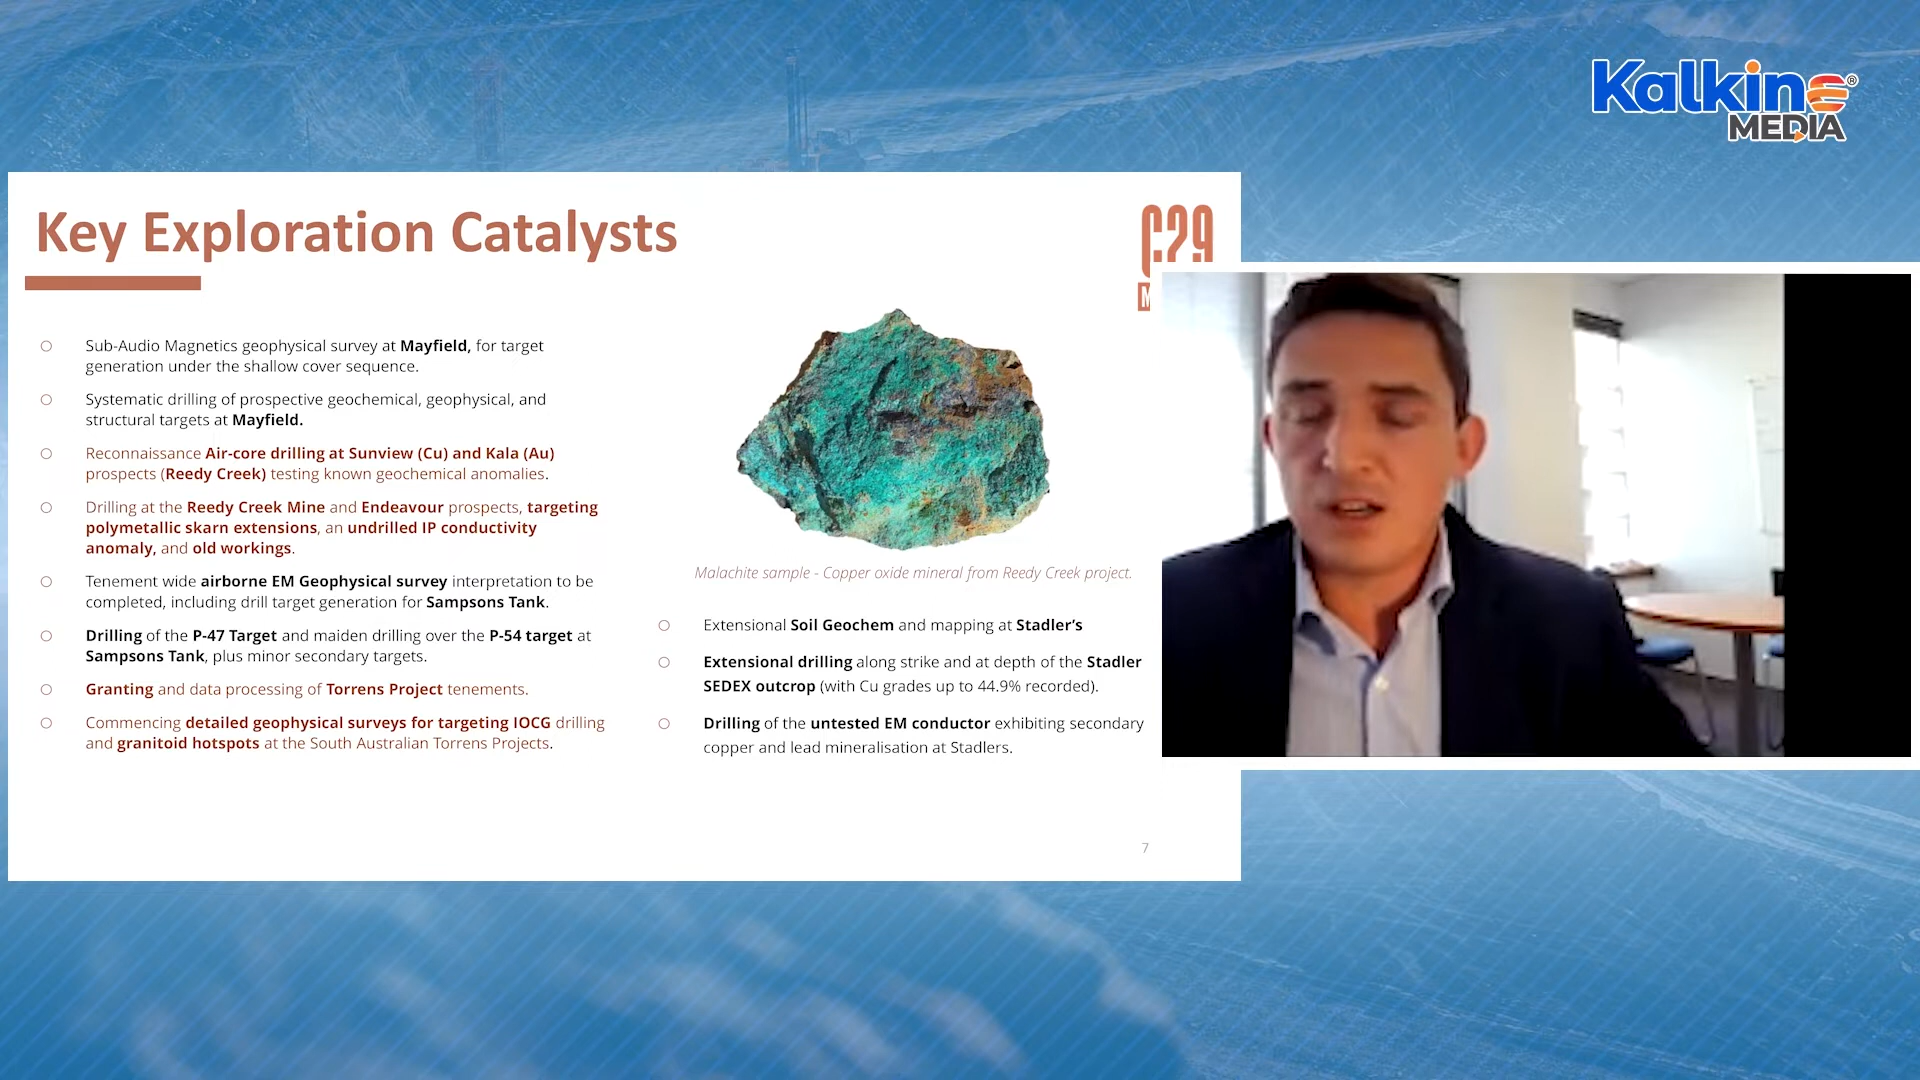 Kalkine®
MEDIA
Key Exploration Catalysts
C29
M
Sub-Audio Magnetics geophysical survey at Mayfield, for target
generation under the shallow cover sequence.
Systematic drilling of prospective geochemical, geophysical, and
structural targets at Mayfield.
Reconnaissance Air-core drilling at Sunview (Cu) and Kala (Au)
prospects (Reedy Creek) testing known geochemical anomalies.
Drilling at the Reedy Creek Mine and Endeavour prospects, targeting
polymetallic skarn extensions, an undrilled IP conductivity
anomaly, and old workings.
Tenement wide airborne EM Geophysical survey interpretation to be
completed, including drill target generation for Sampsons Tank.
Drilling of the P-47 Target and maiden drilling over the P-54 target at
Sampsons Tank, plus minor secondary targets.
Granting and data processing of Torrens Project tenements.
Commencing detailed geophysical surveys for targeting IOCG drilling
and granitoid hotspots at the South Australian Torrens Projects.
Malachite sample - Copper oxide mineral from Reedy Creek project.
Extensional Soil Geochem and mapping at Stadler's
Extensional drilling along strike and at depth of the Stadler
SEDEX outcrop (with Cu grades up to 44.9% recorded).
Drilling of the untested EM conductor exhibiting secondary
copper and lead mineralisation at Stadlers.
7